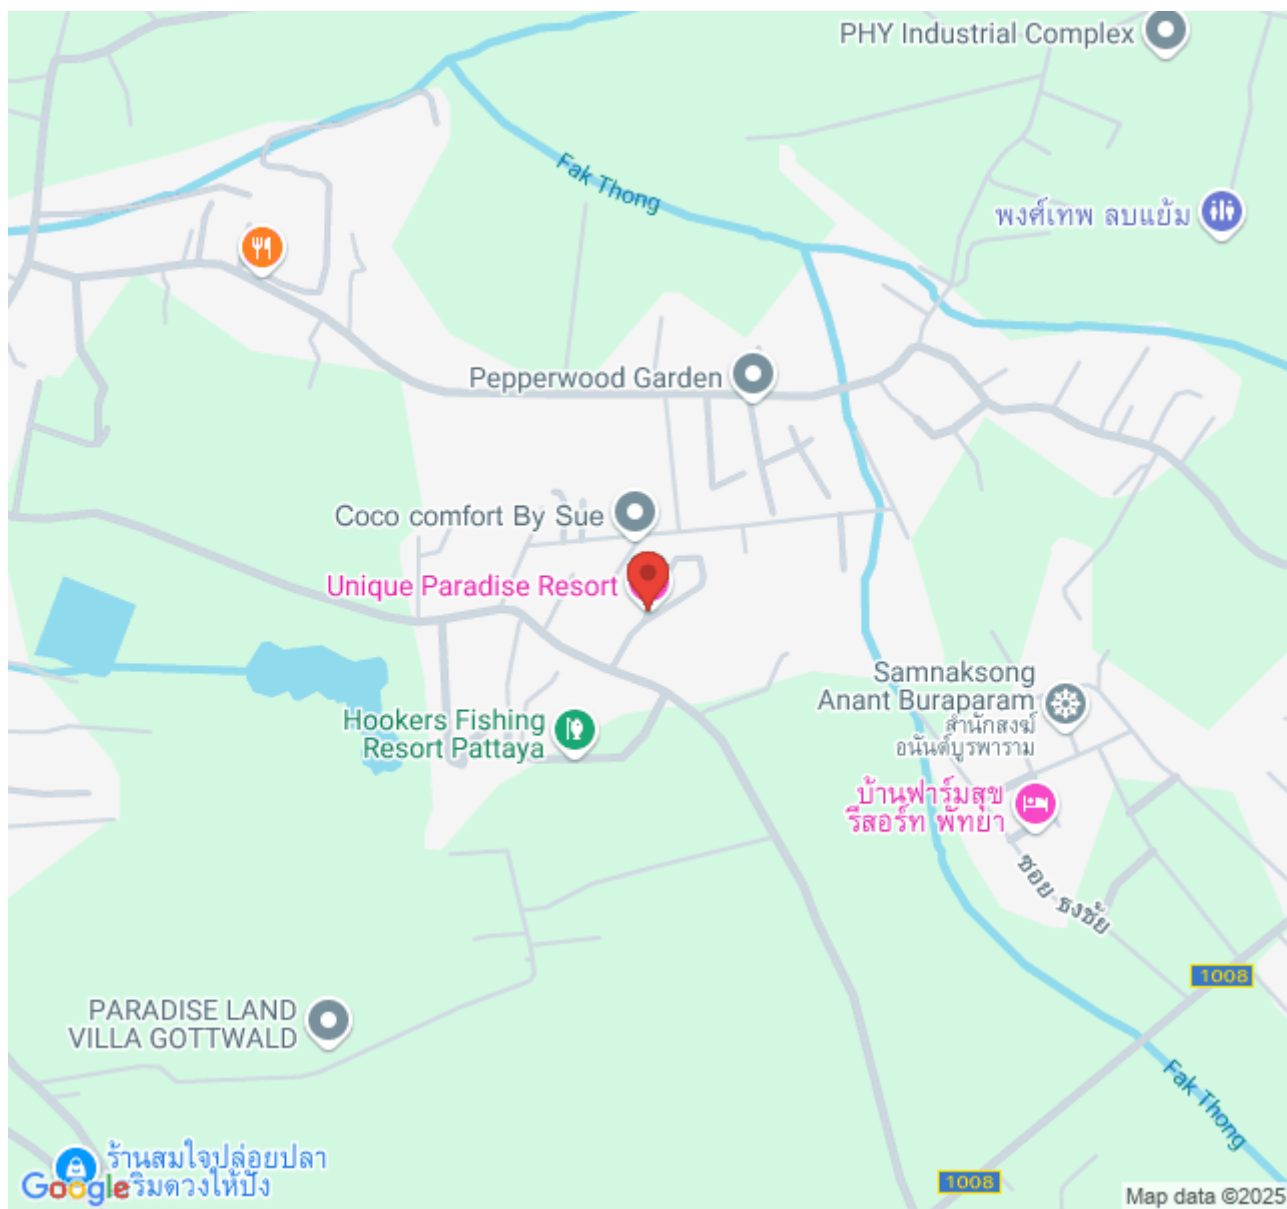 PHY Industrial Complex
Fak Thong
พงศ์เทพ ลบแย้ม
Pepperwood Garden
Coco comfort By Sue
Unique Paradise Resort
Samnaksong
Anant Buraparam
สำนักสงฆ์
อนันต์บูรพาราม
Hookers Fishing
Resort Pattaya
บ้านฟาร์มสุข
รีสอร์ท พัทยา
ซอย ธงชัย
1008
PARADISE LAND
VILLA GOTTWALD
Fak Thong
ร้านสมใจปล่อยปลา
ริมดวงให้ปัง
Google
1008
Map data ©2025